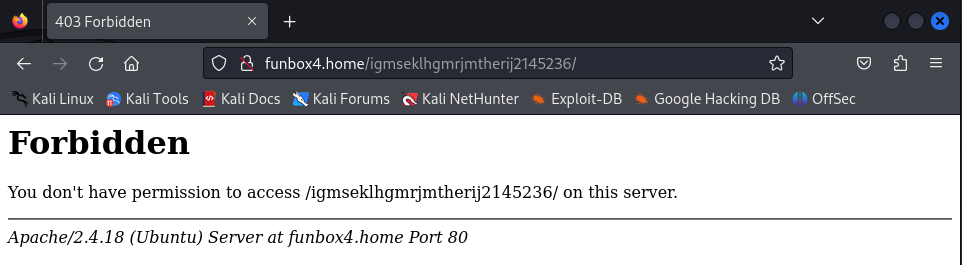 403 Forbidden
funbox4.home/igmseklhgmrjmtherij2145236/
Kali Linux Kali Tools Kali Docs Kali Forums Kali NetHunter Exploit-DB Google Hacking DB OffSec
Forbidden
You don't have permission to access /igmseklhgmrjmtherij2145236/ on this server.
Apache/2.4.18 (Ubuntu) Server at funbox4.home Port 80